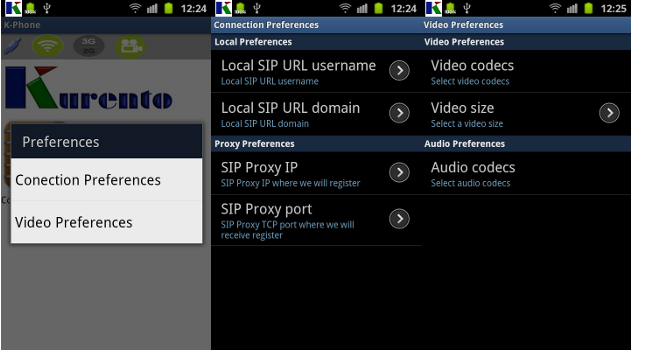 12:24
K-Phone
3G
2G
Kurento
Preferences
Conection Preferences
Video Preferences
12:24
Connection Preferences
Local Preferences
Local SIP URL username
Local SIP URL username
Local SIP URL domain
Local SIP URL domain
Proxy Preferences
SIP Proxy IP
SIP Proxy IP where we will register
SIP Proxy port
SIP Proxy TCP port where we will
receive register
12:25
Video Preferences
Video Preferences
Video codecs
Select video codecs
Video size
Select a video size
Audio Preferences
Audio codecs
Select audio codecs